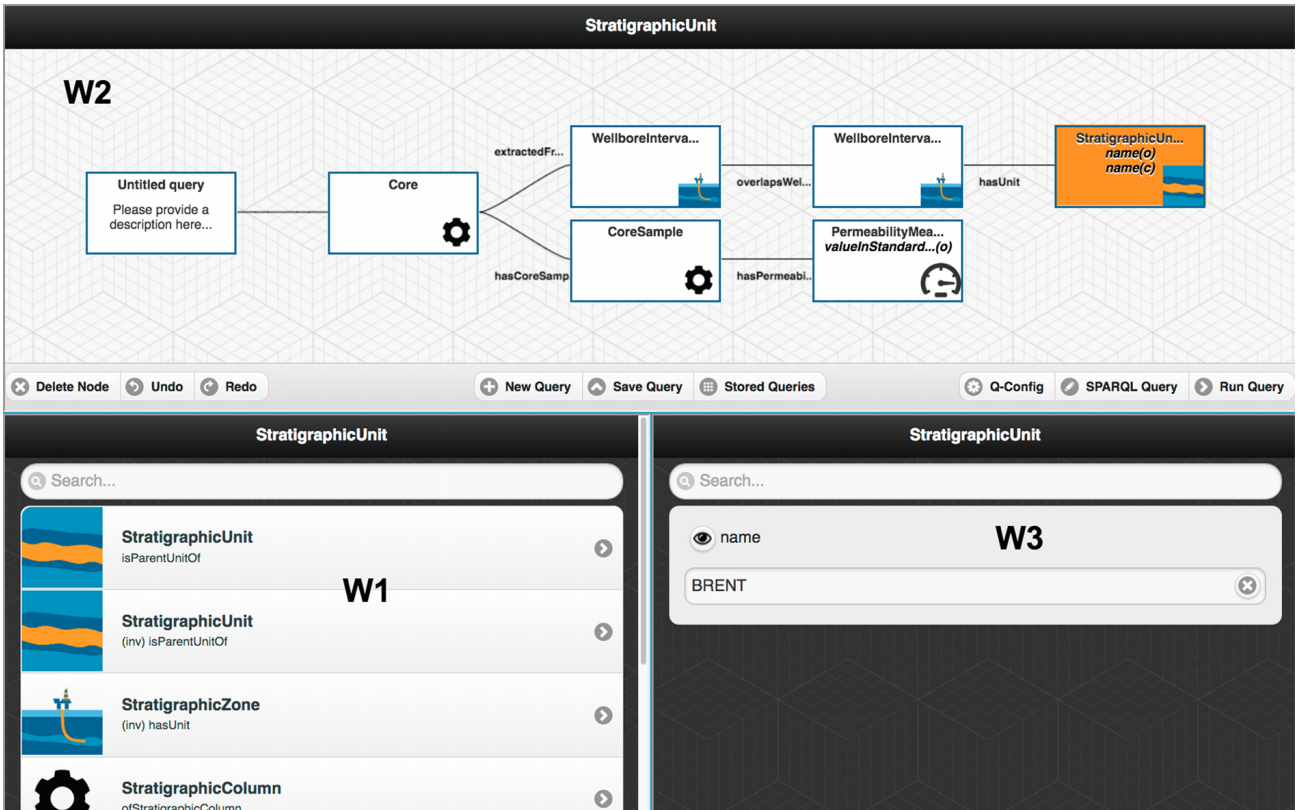 StratigraphicUnit
W2
Untitled query
Please provide a
description here...
Core
extractedFr...
hasCoreSamp
WellboreInterva...
CoreSample
overlapsWel...
hasPermeabi...
WellboreInterva...
PermeabilityMea...
valueInStandard...(o)
hasUnit
StratigraphicUn...
name(o)
name(c)
Delete Node Undo Redo New Query Save Query Stored Queries Q-Config SPARQL Query Run Query
StratigraphicUnit
Search...
StratigraphicUnit
isParentUnitOf
W1
StratigraphicUnit
(inv) isParentUnitOf
StratigraphicZone
(inv) hasUnit
StratigraphicColumn
ofStratigraphicColumn
StratigraphicUnit
Search...
name
W3
BRENT